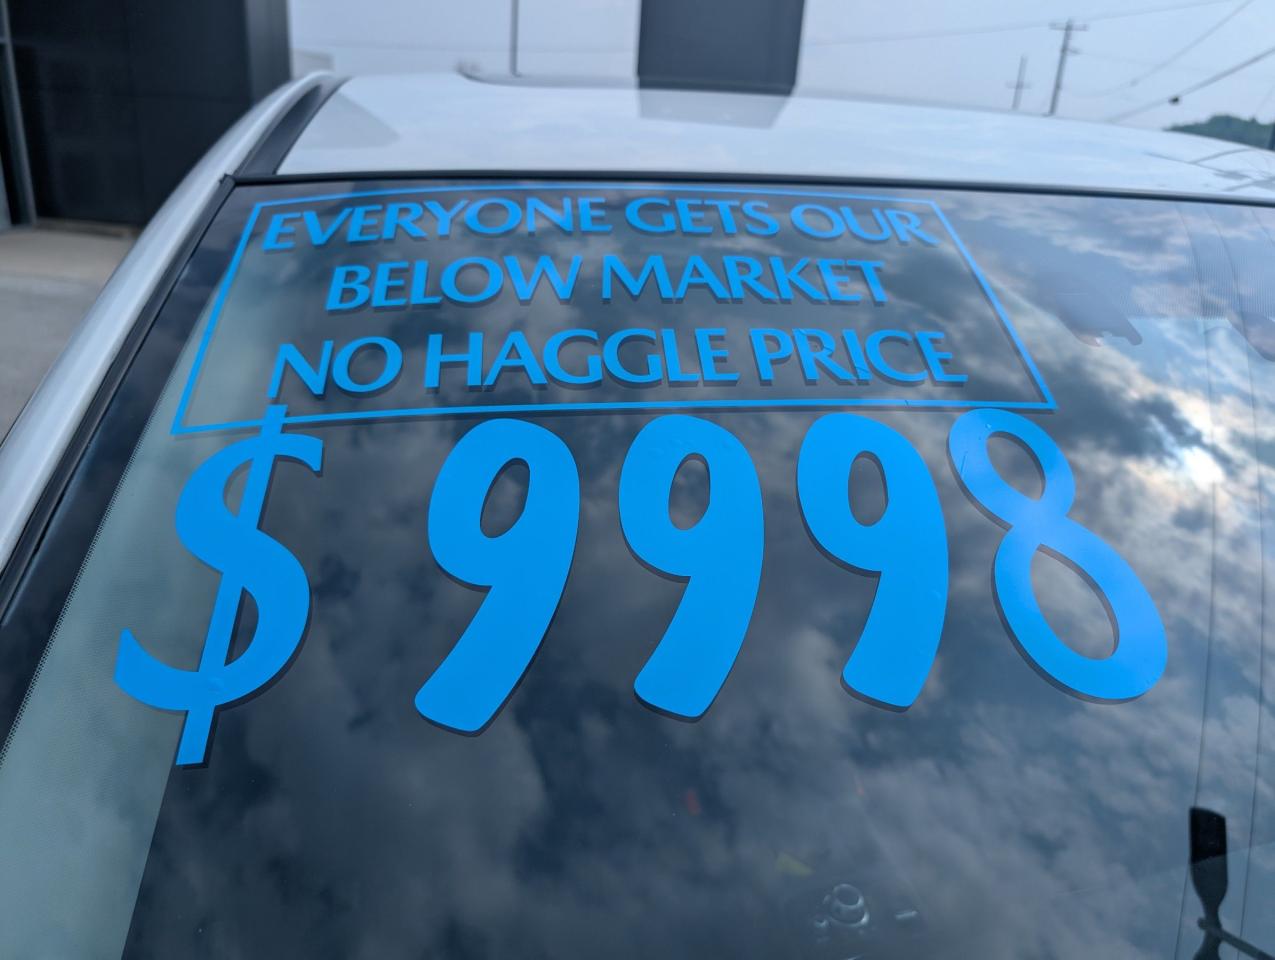 EVERYONE GETS OUR
BELOW MARKET
NO HAGGLE PRICE
$ 9998